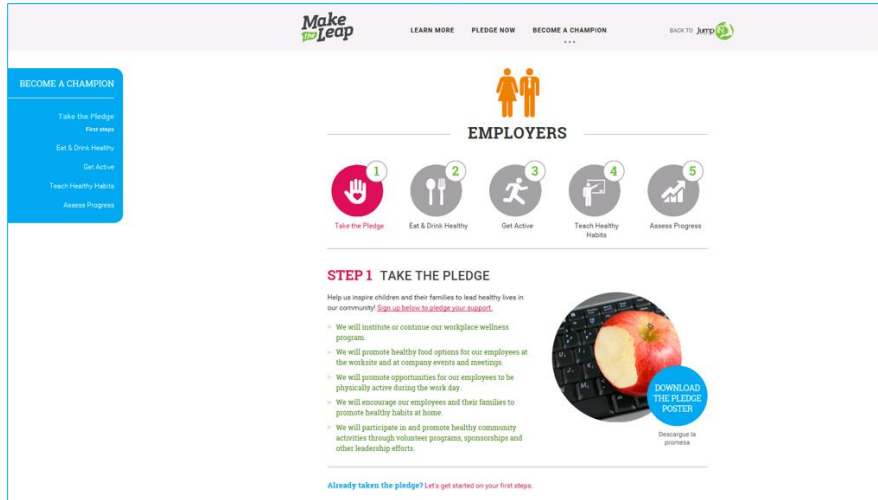 Make
the Leap
LEARN MORE
PLEDGE NOW
BECOME A CHAMPION
BACK TO Jump IN
BECOME A CHAMPION
Take the Pledge
First steps
Eat & Drink Healthy
Get Active
Teach Healthy Habits
Assess Progress
EMPLOYERS
1
2
3
4
5
Take the Pledge
Eat & Drink Healthy
Get Active
Teach Healthy
Habits
Assess Progress
STEP 1 TAKE THE PLEDGE
Help us inspire children and their families to lead healthy lives in
our community! Sign up below to pledge your support.
» We will institute or continue our workplace wellness
program.
» We will promote healthy food options for our employees at
the worksite and at company events and meetings.
» We will promote opportunities for our employees to be
physically active during the work day.
» We will encourage our employees and their families to
promote healthy habits at home.
» We will participate in and promote healthy community
activities through volunteer programs, sponsorships and
other leadership efforts.
DOWNLOAD
THE PLEDGE
POSTER
Descargue la
promesa
Already taken the pledge? Let's get started on your first steps.